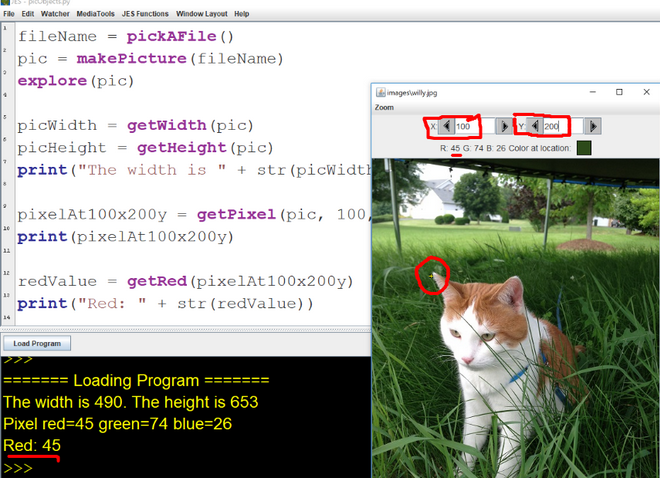 JES - picObjects.py
File Edit Watcher MediaTools JES Functions Window Layout Help
1 fileName = pickAFile()
2 pic = makePicture(fileName)
3 explore(pic)
4
5 picWidth = getWidth(pic)
6 picHeight = getHeight(pic)
7 print("The width is " + str(picWidth
8
9 pixelAt100x200y = getPixel(pic, 100,
10 print(pixelAt100x200y)
11
12 redValue = getRed(pixelAt100x200y)
13 print("Red: " + str(redValue))
14
Load Program
>>>
======= Loading Program =======
The width is 490. The height is 653
Pixel red=45 green=74 blue=26
Red: 45
>>>
images\willy.jpg
Zoom
X: 100 Y: 200
R: 45 G: 74 B: 26 Color at location: